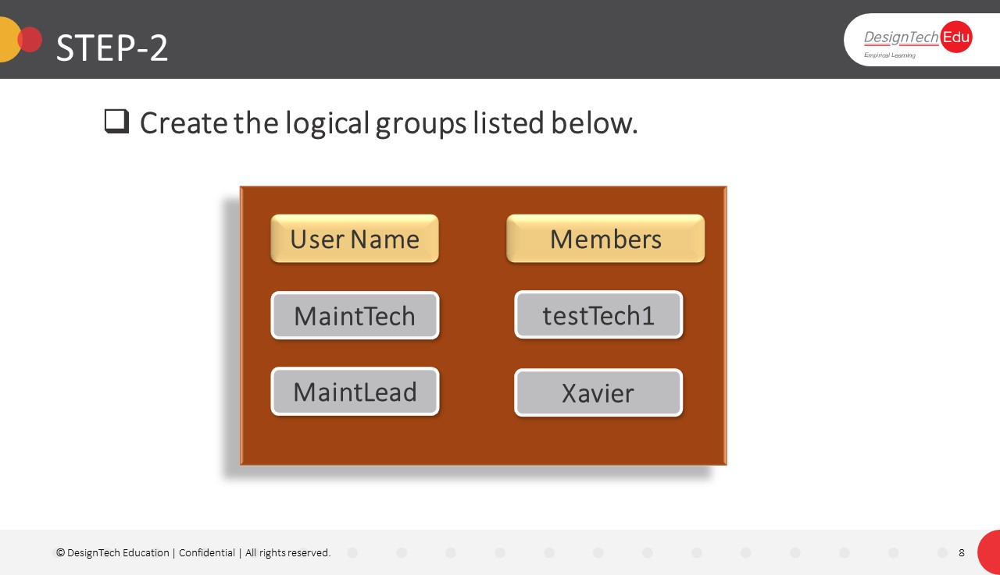 STEP-2
DesignTech Edu
Empirical Learning
Create the logical groups listed below.
User Name Members
MaintTech testTech1
MaintLead Xavier
© DesignTech Education | Confidential | All rights reserved. 8